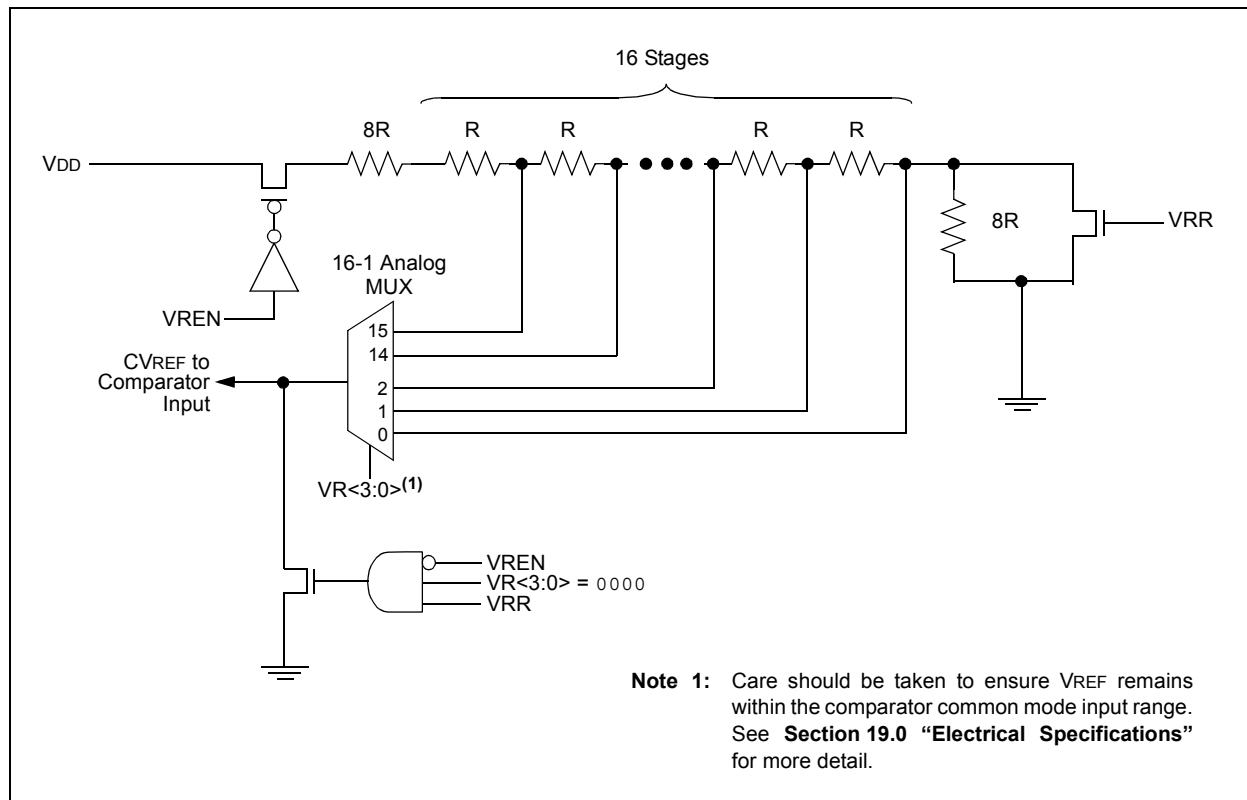 16 Stages
8R R R R R
VDD
8R
VRR
16-1 Analog
MUX
VREN
15
14
2
1
0
CVREF to
Comparator
Input
VR<3:0>(1)
VREN
VR<3:0> = 0000
VRR
Note 1: Care should be taken to ensure VREF remains
within the comparator common mode input range.
See Section 19.0 “Electrical Specifications”
for more detail.